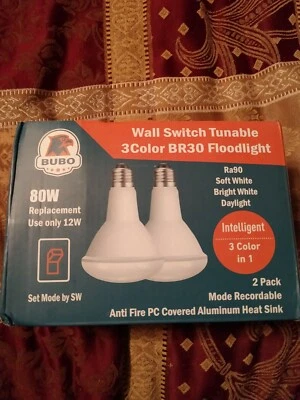 Wall Switch Tunable
3Color BR30 Floodlight
BUBO
80W
Replacement
Use only 12W
Set Mode by SW
Ra90
Soft White
Bright White
Daylight
Intelligent
3 Color
in 1
2 Pack
Mode Recordable
Anti Fire PC Covered Aluminum Heat Sink